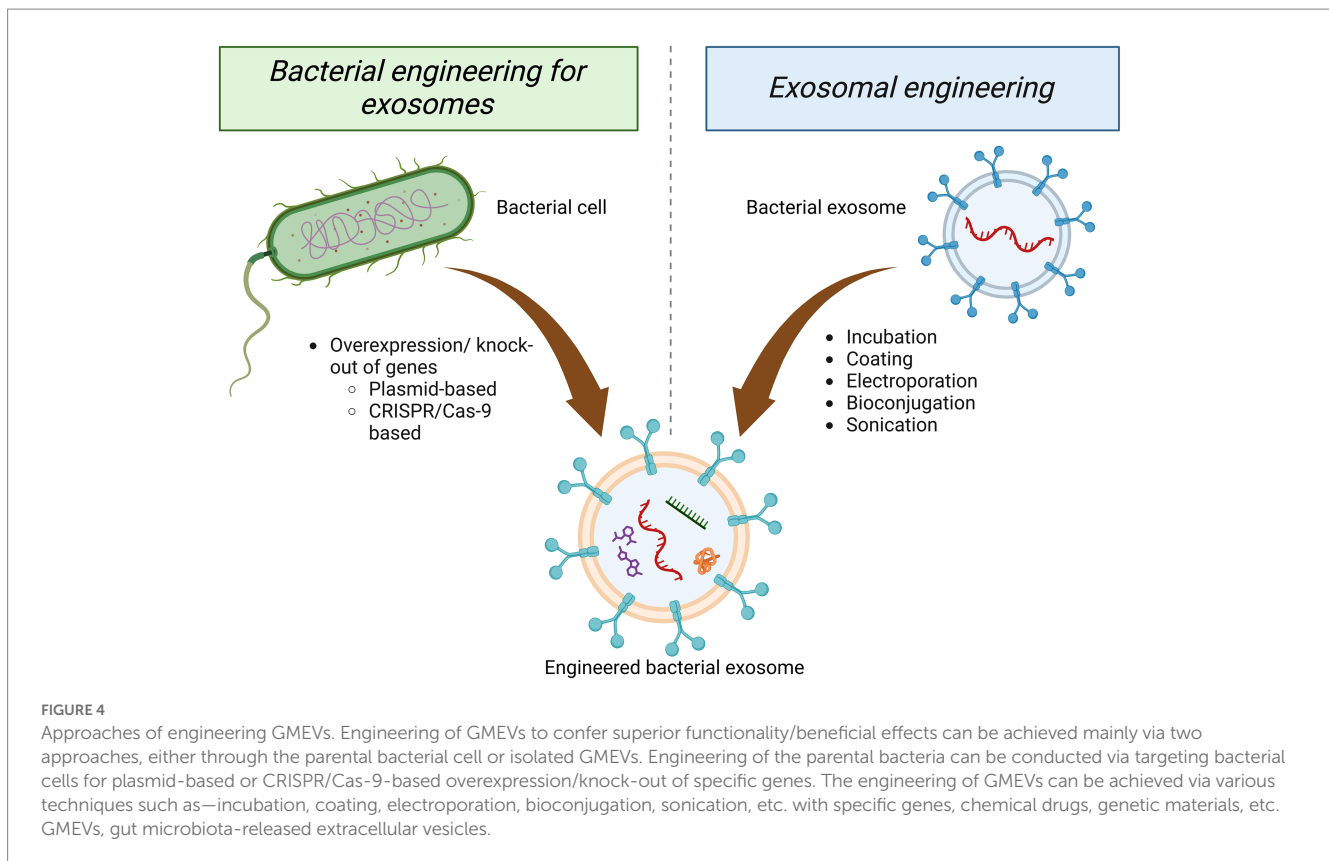 Bacterial engineering for
exosomes
Exosomal engineering
Bacterial cell
Bacterial exosome
• Overexpression/ knock-
out of genes
○ Plasmid-based
○ CRISPR/Cas-9
based
• Incubation
• Coating
• Electroporation
• Bioconjugation
• Sonication
Engineered bacterial exosome
FIGURE 4
Approaches of engineering GMEVs. Engineering of GMEVs to confer superior functionality/beneficial effects can be achieved mainly via two
approaches, either through the parental bacterial cell or isolated GMEVs. Engineering of the parental bacteria can be conducted via targeting bacterial
cells for plasmid-based or CRISPR/Cas-9-based overexpression/knock-out of specific genes. The engineering of GMEVs can be achieved via various
techniques such as—incubation, coating, electroporation, bioconjugation, sonication, etc. with specific genes, chemical drugs, genetic materials, etc.
GMEVs, gut microbiota-released extracellular vesicles.